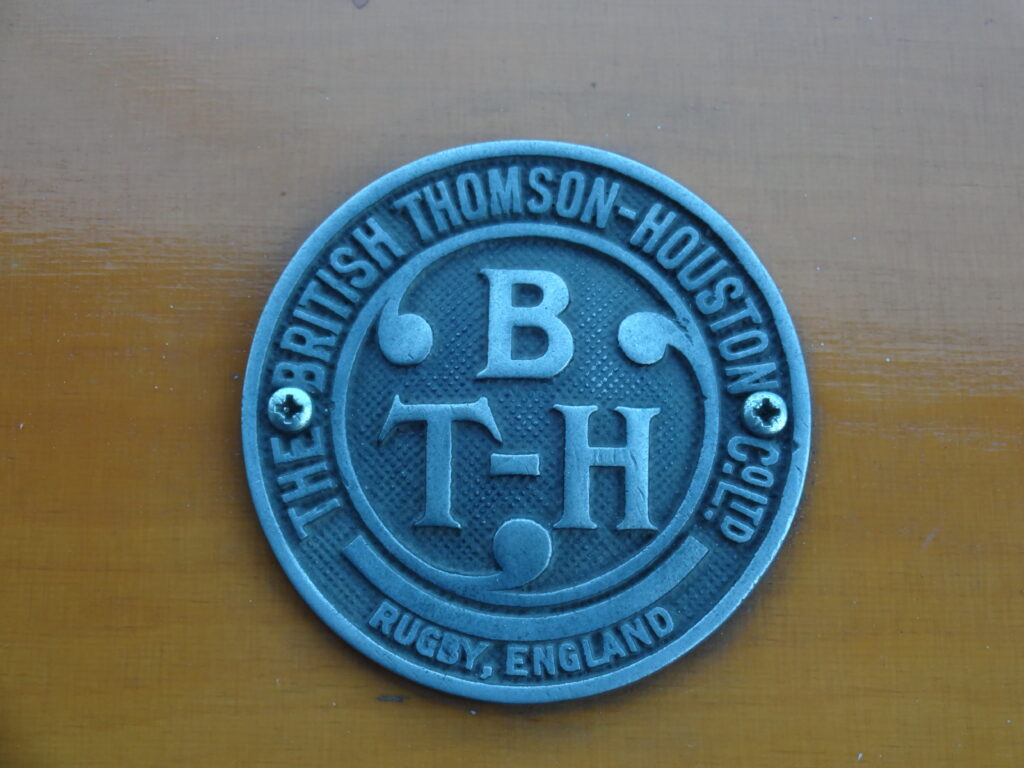 THE BRITISH THOMSON-HOUSTON Co. LTD.
B
T-H
RUGBY, ENGLAND